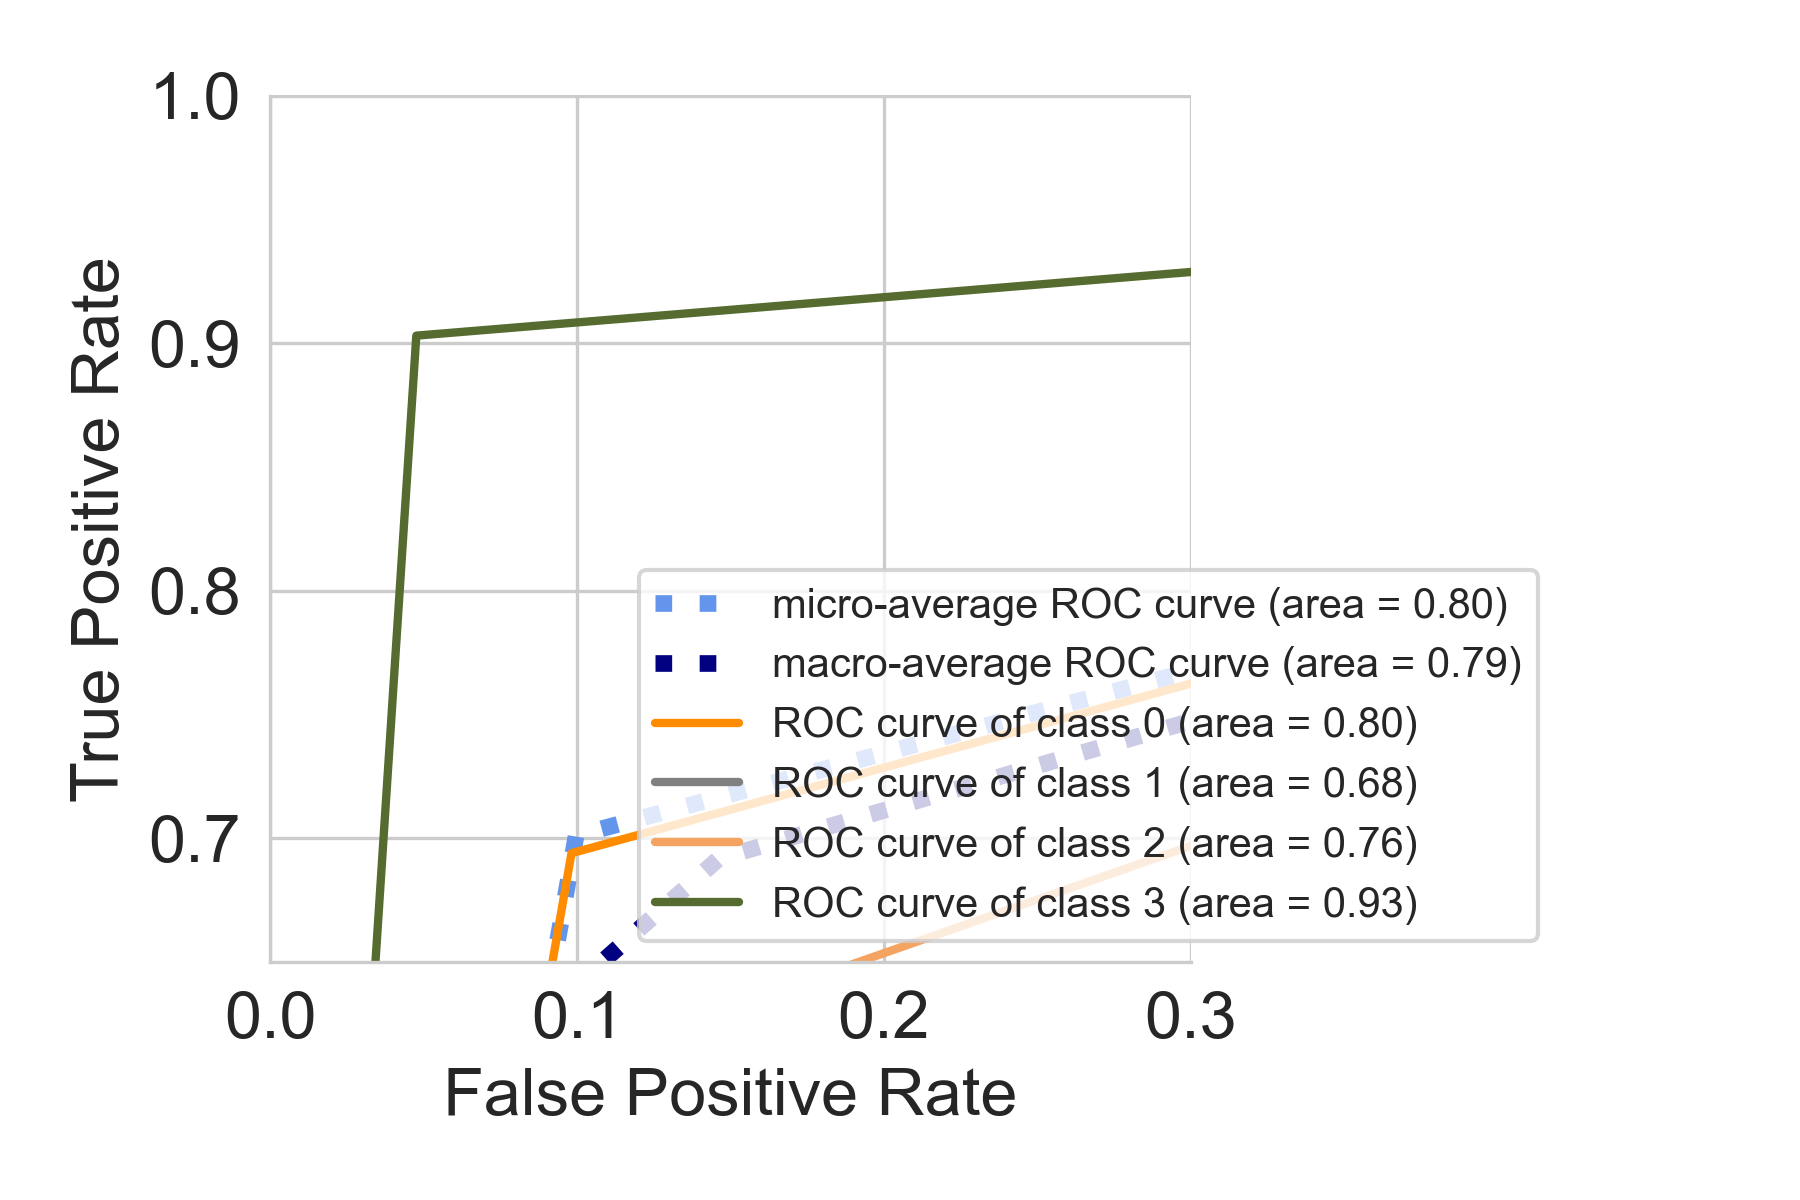 1.0
0.9
0.8
0.7
True Positive Rate
micro-average ROC curve (area = 0.80)
macro-average ROC curve (area = 0.79)
ROC curve of class 0 (area = 0.80)
ROC curve of class 1 (area = 0.68)
ROC curve of class 2 (area = 0.76)
ROC curve of class 3 (area = 0.93)
0.0 0.1 0.2 0.3
False Positive Rate